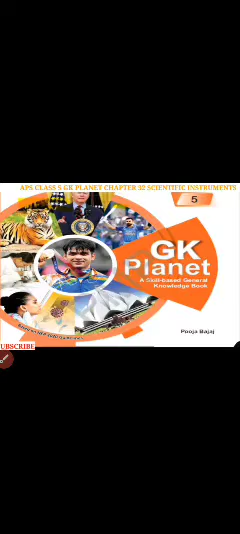 APS CLASS 5 GK PLANET CHAPTER 32 SCIENTIFIC INSTRUMENTS
5
GK
Planet
A Skill-based General
Knowledge Book
Pooja Bajaj
UBSCRIBE